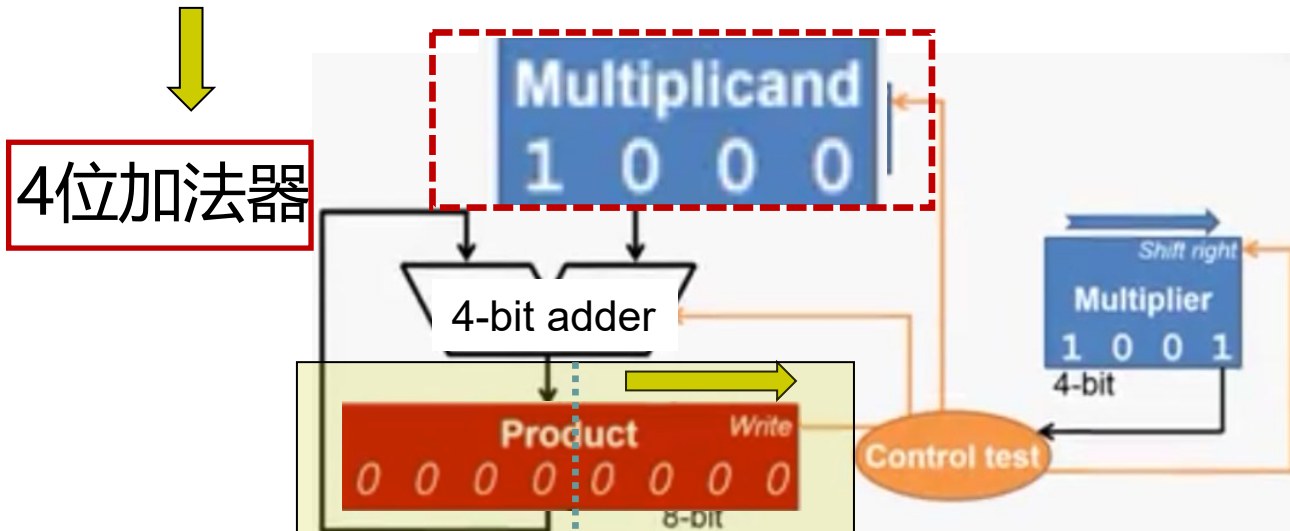 4位加法器
Multiplicand
1 0 0 0
4-bit adder
Shift right
Multiplier
1 0 0 1
4-bit
Product
Write
0 0 0 0 0 0 0 0
8-bit
Control test